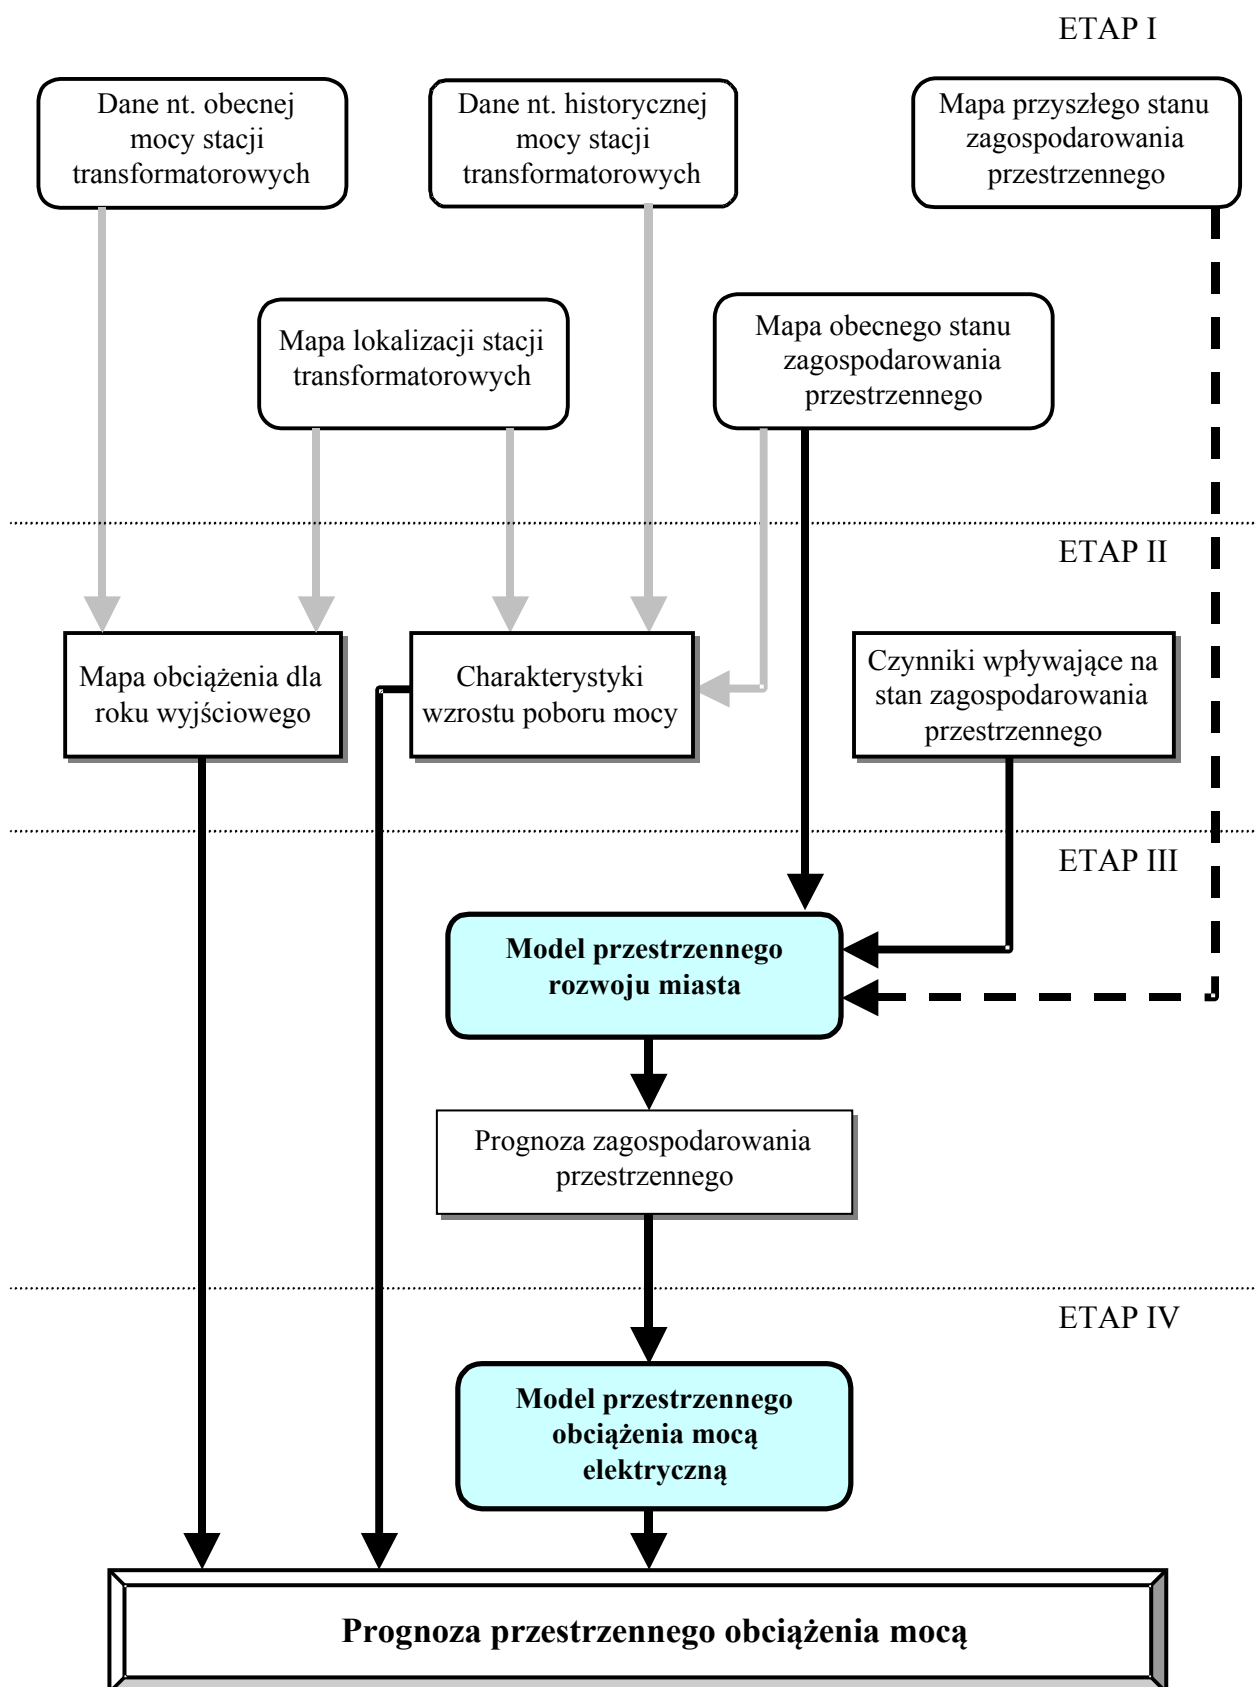 ETAP I
Dane nt. obecnej
mocy stacji
transformatorowych
Dane nt. historycznej
mocy stacji
transformatorowych
Mapa przyszłego stanu
zagospodarowania
przestrzennego
Mapa lokalizacji stacji
transformatorowych
Mapa obecnego stanu
zagospodarowania
przestrzennego
ETAP II
Mapa obciążenia dla
roku wyjściowego
Charakterystyki
wzrostu poboru mocy
Czynniki wpływające na
stan zagospodarowania
przestrzennego
ETAP III
Model przestrzennego
rozwoju miasta
Prognoza zagospodarowania
przestrzennego
ETAP IV
Model przestrzennego
obciążenia mocą
elektryczną
Prognoza przestrzennego obciążenia mocą